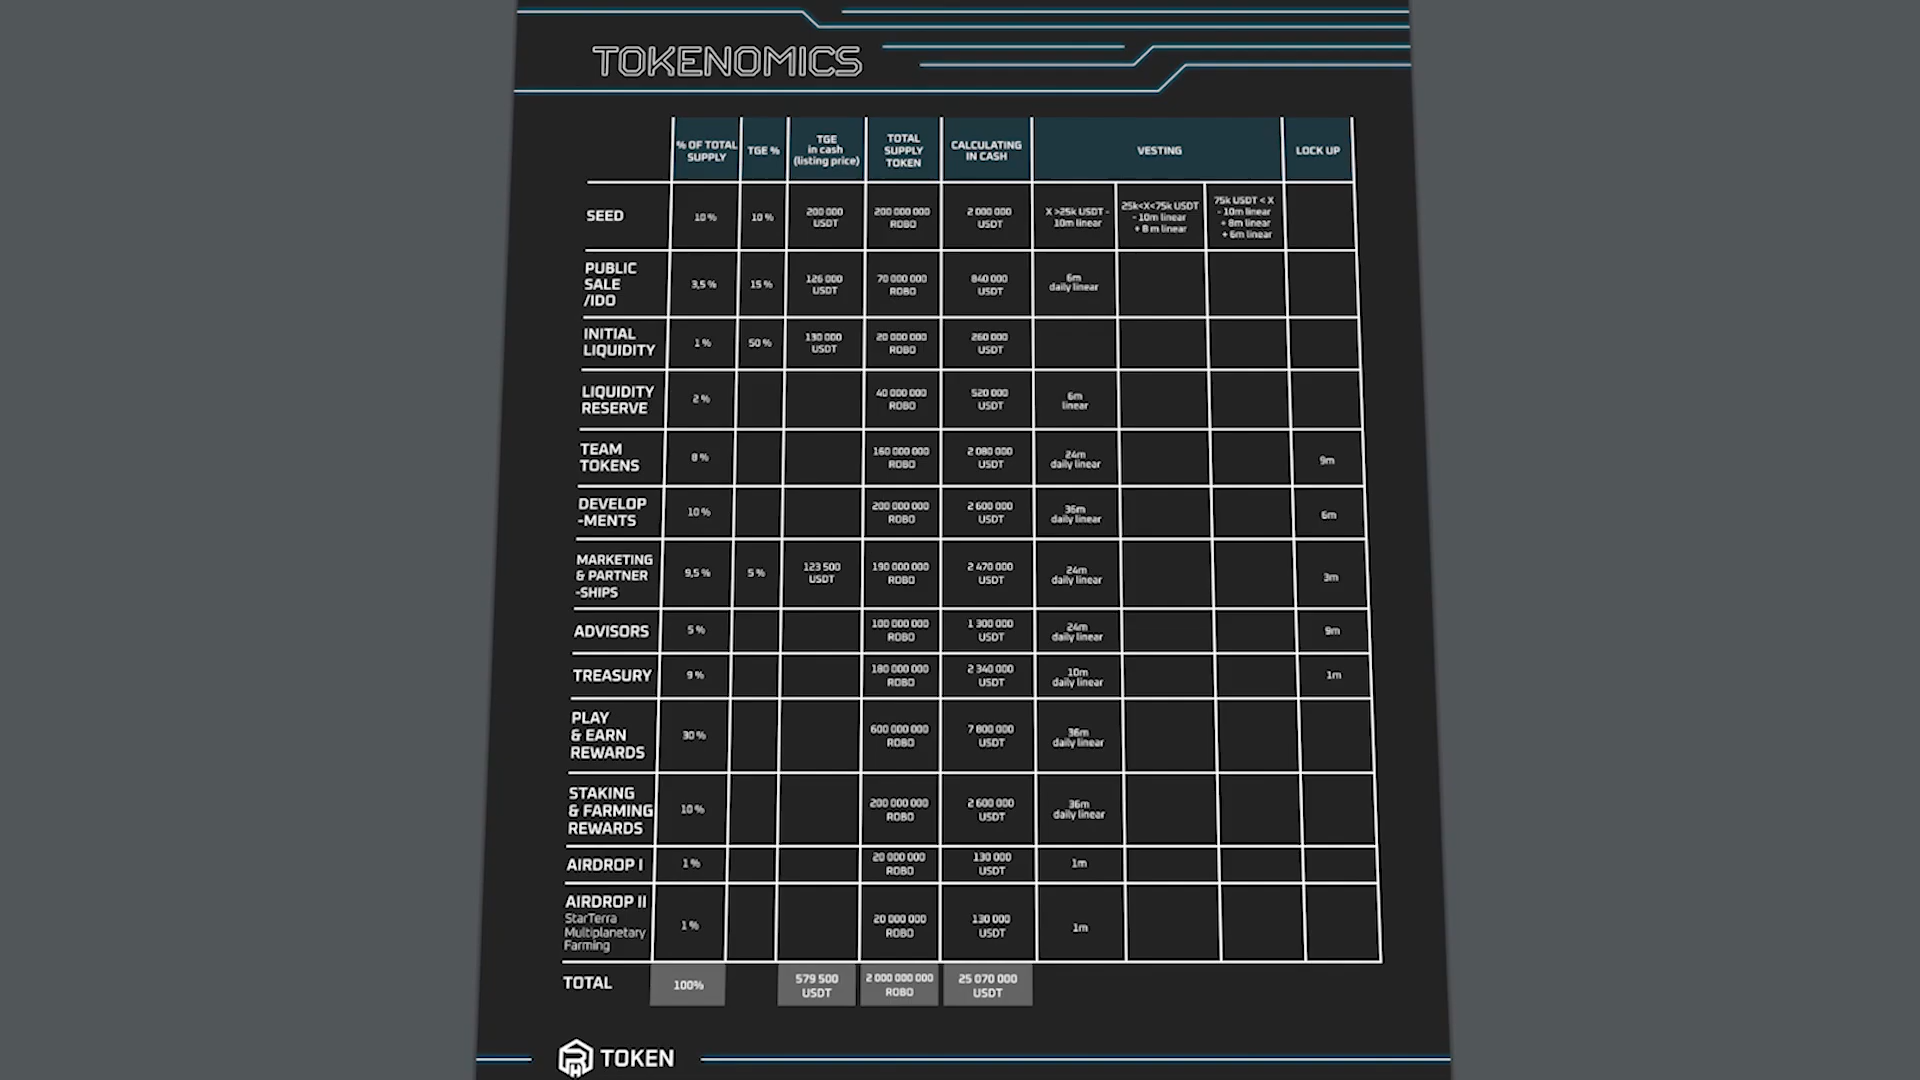 TOKENOMICS
% OF TOTAL SUPPLY TGE % TGE in cash (listing price) TOTAL SUPPLY TOKEN CALCULATING IN CASH VESTING LOCK UP
SEED 10 % 10 % 200 000 USDT 200 000 000 ROBO 2 000 000 USDT X >25k USDT - 10m linear 25k<X<75k USDT - 10m linear + 8 m linear 75k USDT < X - 10m linear + 8m linear + 6m linear
PUBLIC SALE /IDO 3,5 % 15 % 126 000 USDT 70 000 000 ROBO 840 000 USDT 6m daily linear
INITIAL LIQUIDITY 1 % 50 % 130 000 USDT 20 000 000 ROBO 260 000 USDT
LIQUIDITY RESERVE 2 % 40 000 000 ROBO 520 000 USDT 6m linear
TEAM TOKENS 8 % 160 000 000 ROBO 2 080 000 USDT 24m daily linear 9m
DEVELOP -MENTS 10 % 200 000 000 ROBO 2 600 000 USDT 36m daily linear 6m
MARKETING & PARTNER -SHIPS 9,5 % 5 % 123 500 USDT 190 000 000 ROBO 2 470 000 USDT 24m daily linear 3m
ADVISORS 5 % 100 000 000 ROBO 1 300 000 USDT 24m daily linear 9m
TREASURY 9 % 180 000 000 ROBO 2 340 000 USDT 10m daily linear 1m
PLAY & EARN REWARDS 30 % 600 000 000 ROBO 7 800 000 USDT 36m daily linear
STAKING & FARMING REWARDS 10 % 200 000 000 ROBO 2 600 000 USDT 36m daily linear
AIRDROP I 1 % 20 000 000 ROBO 130 000 USDT 1m
AIRDROP II StarTerra Multiplanetary Farming 1 % 20 000 000 ROBO 130 000 USDT 1m
TOTAL 100% 579 500 USDT 2 000 000 000 ROBO 25 070 000 USDT
TOKEN